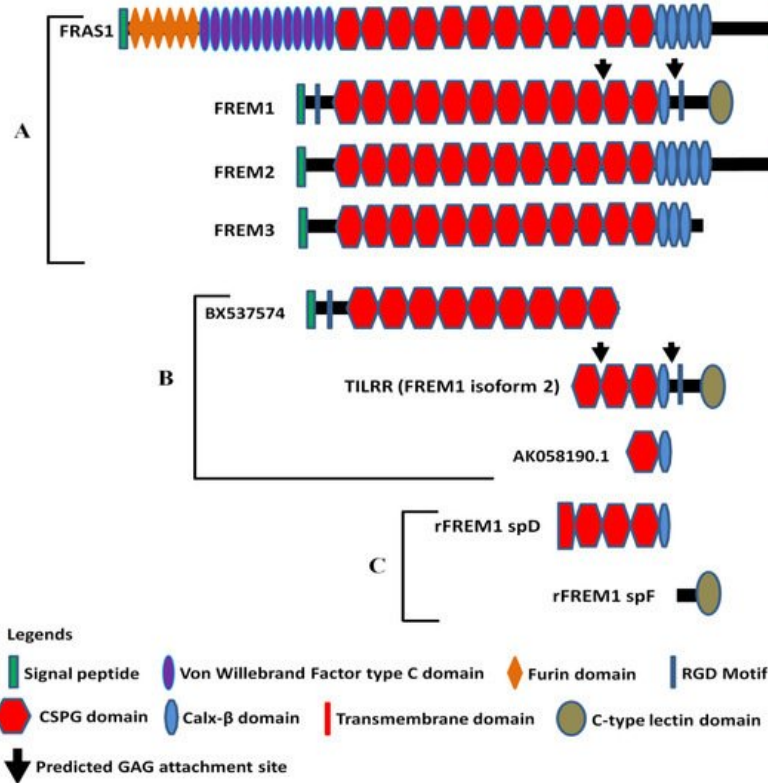 FRAS1
A
FREM1
FREM2
FREM3
BX537574
B
TILRR (FREM1 isoform 2)
AK058190.1
rFREM1 spD
C
rFREM1 spF
Legends
Signal peptide Von Willebrand Factor type C domain Furin domain RGD Motif
CSPG domain Calx-β domain Transmembrane domain C-type lectin domain
Predicted GAG attachment site